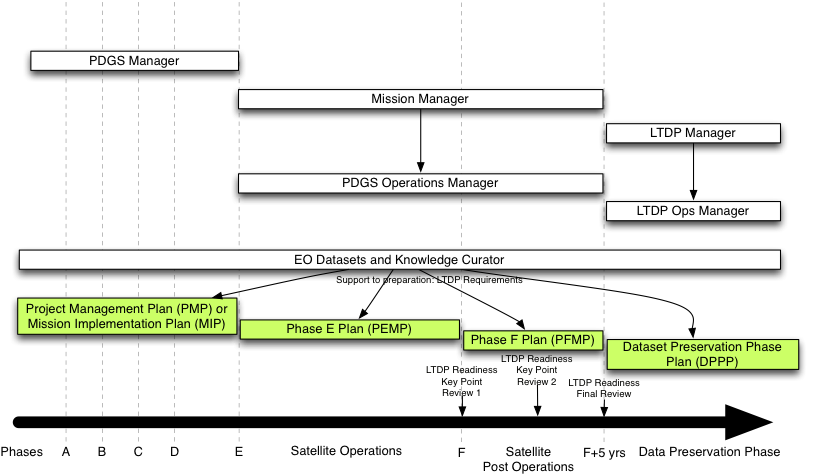 PDGS Manager
Mission Manager
LTDP Manager
PDGS Operations Manager
LTDP Ops Manager
EO Datasets and Knowledge Curator
Support to preparation: LTDP Requirements
Project Management Plan (PMP) or
Mission Implementation Plan (MIP)
Phase E Plan (PEMP)
Phase F Plan (PFMP)
Dataset Preservation Phase
Plan (DPPP)
LTDP Readiness
Key Point
Review 1
LTDP Readiness
Key Point
Review 2
LTDP Readiness
Final Review
Phases A B C D E Satellite Operations F Satellite F+5 yrs Data Preservation Phase
Post Operations